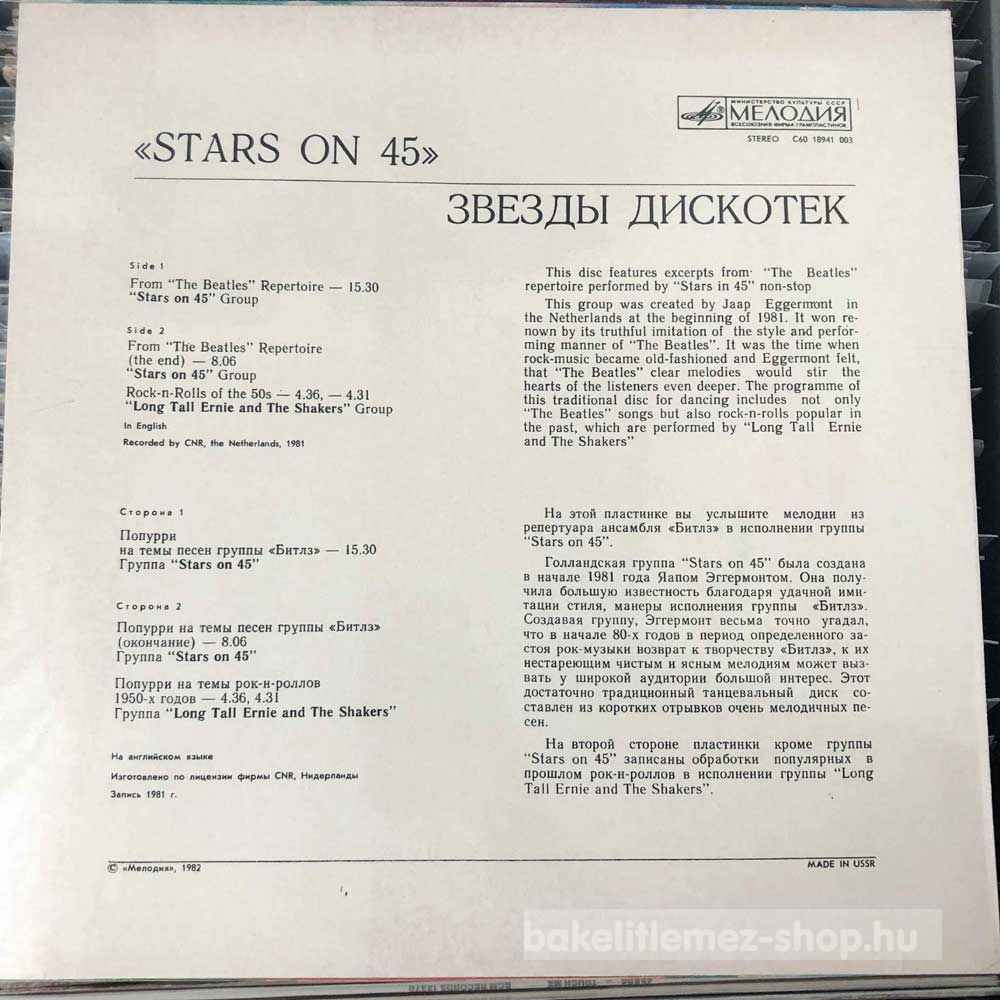 МИНИСТЕРСТВО КУЛЬТУРЫ СССР
МЕЛОДИЯ
ВСЕСОЮЗНАЯ ФИРМА ГРАМПЛАСТИНОК
STEREO C60 18941 003
«STARS ON 45»
ЗВЕЗДЫ ДИСКОТЕК
Side 1
From “The Beatles” Repertoire — 15.30
“Stars on 45” Group
Side 2
From “The Beatles” Repertoire
(the end) — 8.06
“Stars on 45” Group
Rock-n-Rolls of the 50s — 4.36, — 4.31
“Long Tall Ernie and The Shakers” Group
In English
Recorded by CNR, the Netherlands, 1981
This disc features excerpts from “The Beatles”
repertoire performed by “Stars in 45” non-stop
This group was created by Jaap Eggermont in
the Netherlands at the beginning of 1981. It won re-
nown by its truthful imitation of the style and perfor-
ming manner of “The Beatles”. It was the time when
rock-music became old-fashioned and Eggermont felt,
that “The Beatles” clear melodies would stir the
hearts of the listeners even deeper. The programme of
this traditional disc for dancing includes not only
“The Beatles” songs but also rock-n-rolls popular in
the past, which are performed by “Long Tall Ernie
and The Shakers”
Сторона 1
Попурри
на темы песен группы «Битлз» — 15.30
Группа “Stars on 45”
Сторона 2
Попурри на темы песен группы «Битлз»
(окончание) — 8.06
Группа “Stars on 45”
Попурри на темы рок-н-роллов
1950-х годов — 4.36, 4.31
Группа “Long Tall Ernie and The Shakers”
На английском языке
Изготовлено по лицензии фирмы CNR, Нидерланды
Запись 1981 г.
На этой пластинке вы услышите мелодии из
репертуара ансамбля «Битлз» в исполнении группы
“Stars on 45”.
Голландская группа “Stars on 45” была создана
в начале 1981 года Яапом Эггермонтом. Она полу-
чила большую известность благодаря удачной ими-
тации стиля, манеры исполнения группы «Битлз».
Создавая группу, Эггермонт весьма точно угадал,
что в начале 80-х годов в период определенного за-
стоя рок-музыки возврат к творчеству «Битлз», к их
нестареющим чистым и ясным мелодиям может выз-
вать у широкой аудитории большой интерес. Этот
достаточно традиционный танцевальный диск со-
ставлен из коротких отрывков очень мелодичных пе-
сен.
На второй стороне пластинки кроме группы
“Stars on 45” записаны обработки популярных в
прошлом рок-н-роллов в исполнении группы “Long
Tall Ernie and The Shakers”.
© «Мелодия», 1982
MADE IN USSR
bakelitlemez-shop.hu